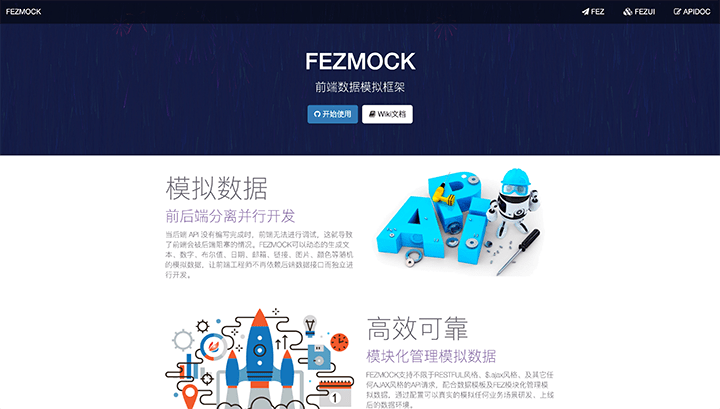 FEZMOCK
FEZ
FEZUI
APIDOC
FEZMOCK
前端数据模拟框架
开始使用
Wiki文档
模拟数据
前后端分离并行开发
当后端 API 没有编写完成时，前端无法进行调试，这就导致
了前端会被后端阻塞的情况。FEZMOCK可以动态的生成文
本、数字、布尔值、日期、邮箱、链接、图片、颜色等随机
的模拟数据，让前端工程师不再依赖后端数据接口而独立进
行开发。
API
高效可靠
模块化管理模拟数据
FEZMOCK支持不限于RESTFUL风格、$.ajax风格、及其它任
何AJAX风格的API请求，配合数据模板及FEZ模块化管理模
拟数据，通过配置可以真实的模拟任何业务场景研发、上线
后的数据环境。
1